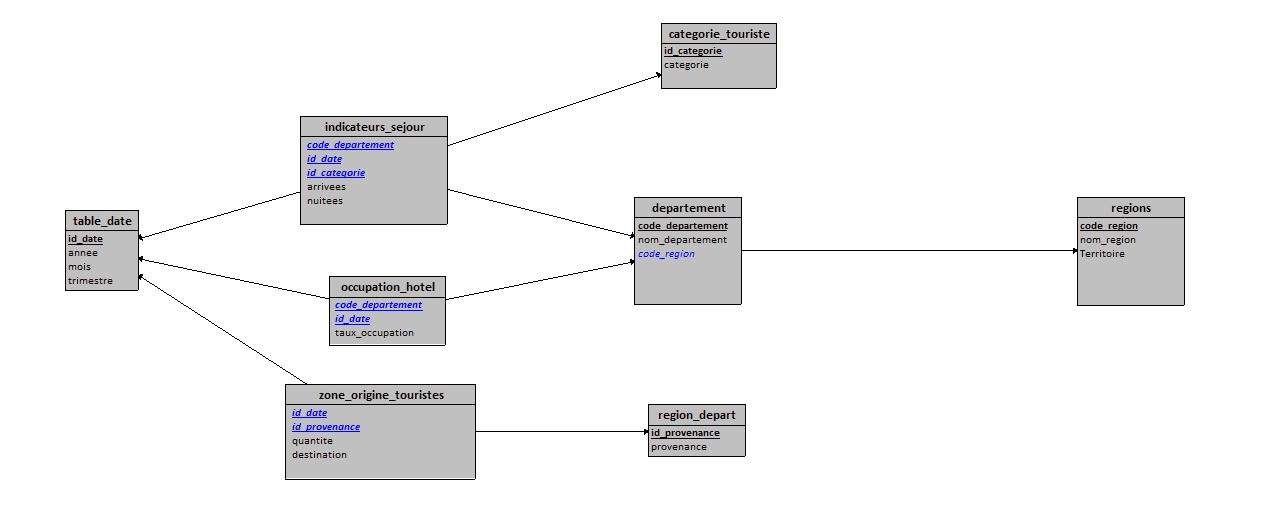 categorie_touriste
id_categorie
categorie
indicateurs_sejour
code_departement
id_date
id_categorie
arrivees
nuitees
table_date
id_date
annee
mois
trimestre
departement
code_departement
nom_departement
code_region
regions
code_region
nom_region
Territoire
occupation_hotel
code_departement
id_date
taux_occupation
zone_origine_touristes
id_date
id_provenance
quantite
destination
region_depart
id_provenance
provenance